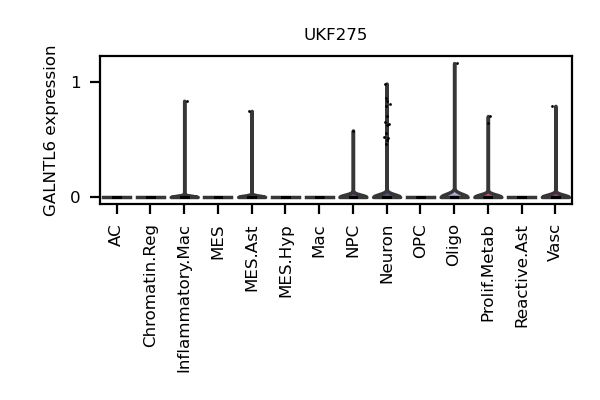 UKF275
GALNTL6 expression
1
0
AC
Chromatin.Reg
Inflammatory.Mac
MES
MES.Ast
MES.Hyp
Mac
NPC
Neuron
OPC
Oligo
Prolif.Metab
Reactive.Ast
Vasc